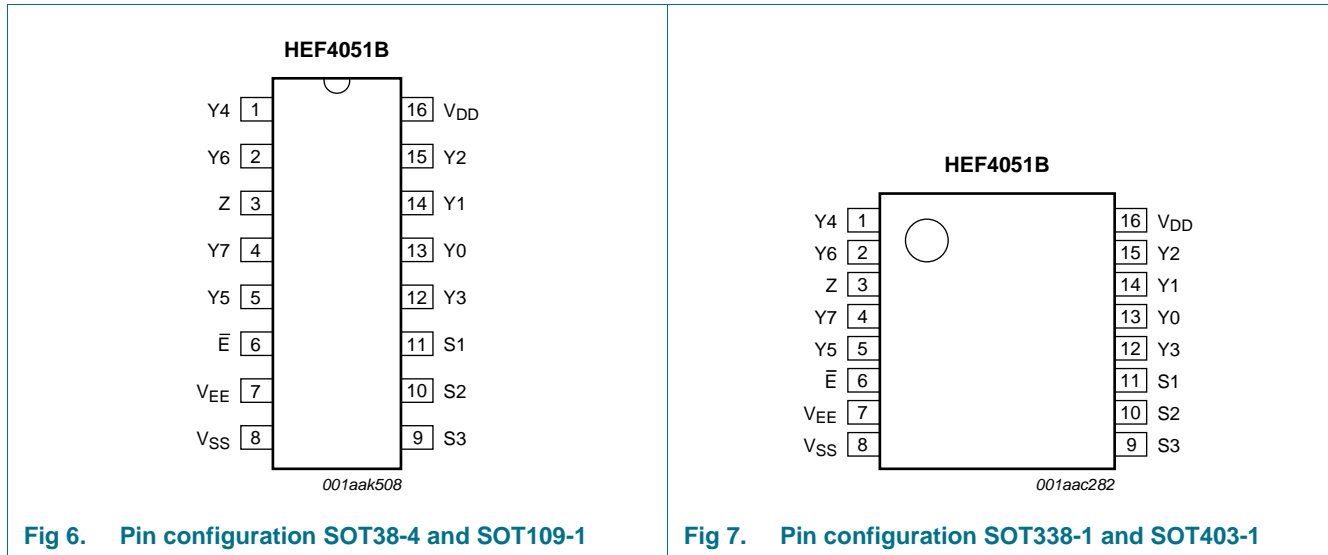 HEF4051B
Y4 1 16 VDD
Y6 2 15 Y2
Z 3 14 Y1
Y7 4 13 Y0
Y5 5 12 Y3
E̅ 6 11 S1
VEE 7 10 S2
VSS 8 9 S3
001aak508
Fig 6. Pin configuration SOT38-4 and SOT109-1
HEF4051B
Y4 1 16 VDD
Y6 2 15 Y2
Z 3 14 Y1
Y7 4 13 Y0
Y5 5 12 Y3
E̅ 6 11 S1
VEE 7 10 S2
VSS 8 9 S3
001aac282
Fig 7. Pin configuration SOT338-1 and SOT403-1